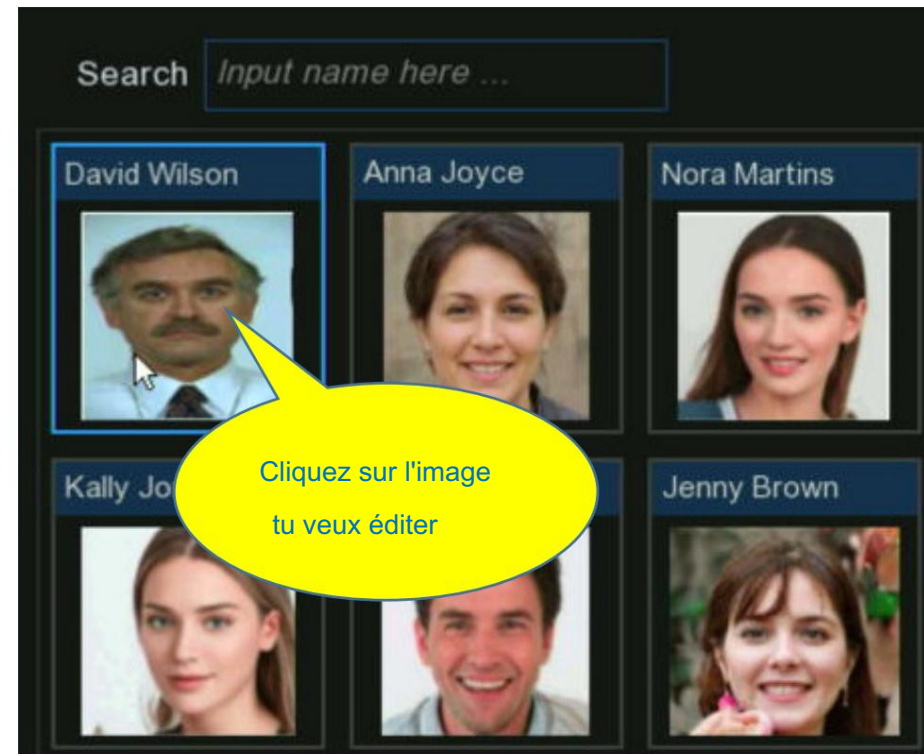 Search Input name here ...
David Wilson
Anna Joyce
Nora Martins
Cliquez sur l'image
tu veux éditer
Kally Jo
Jenny Brown